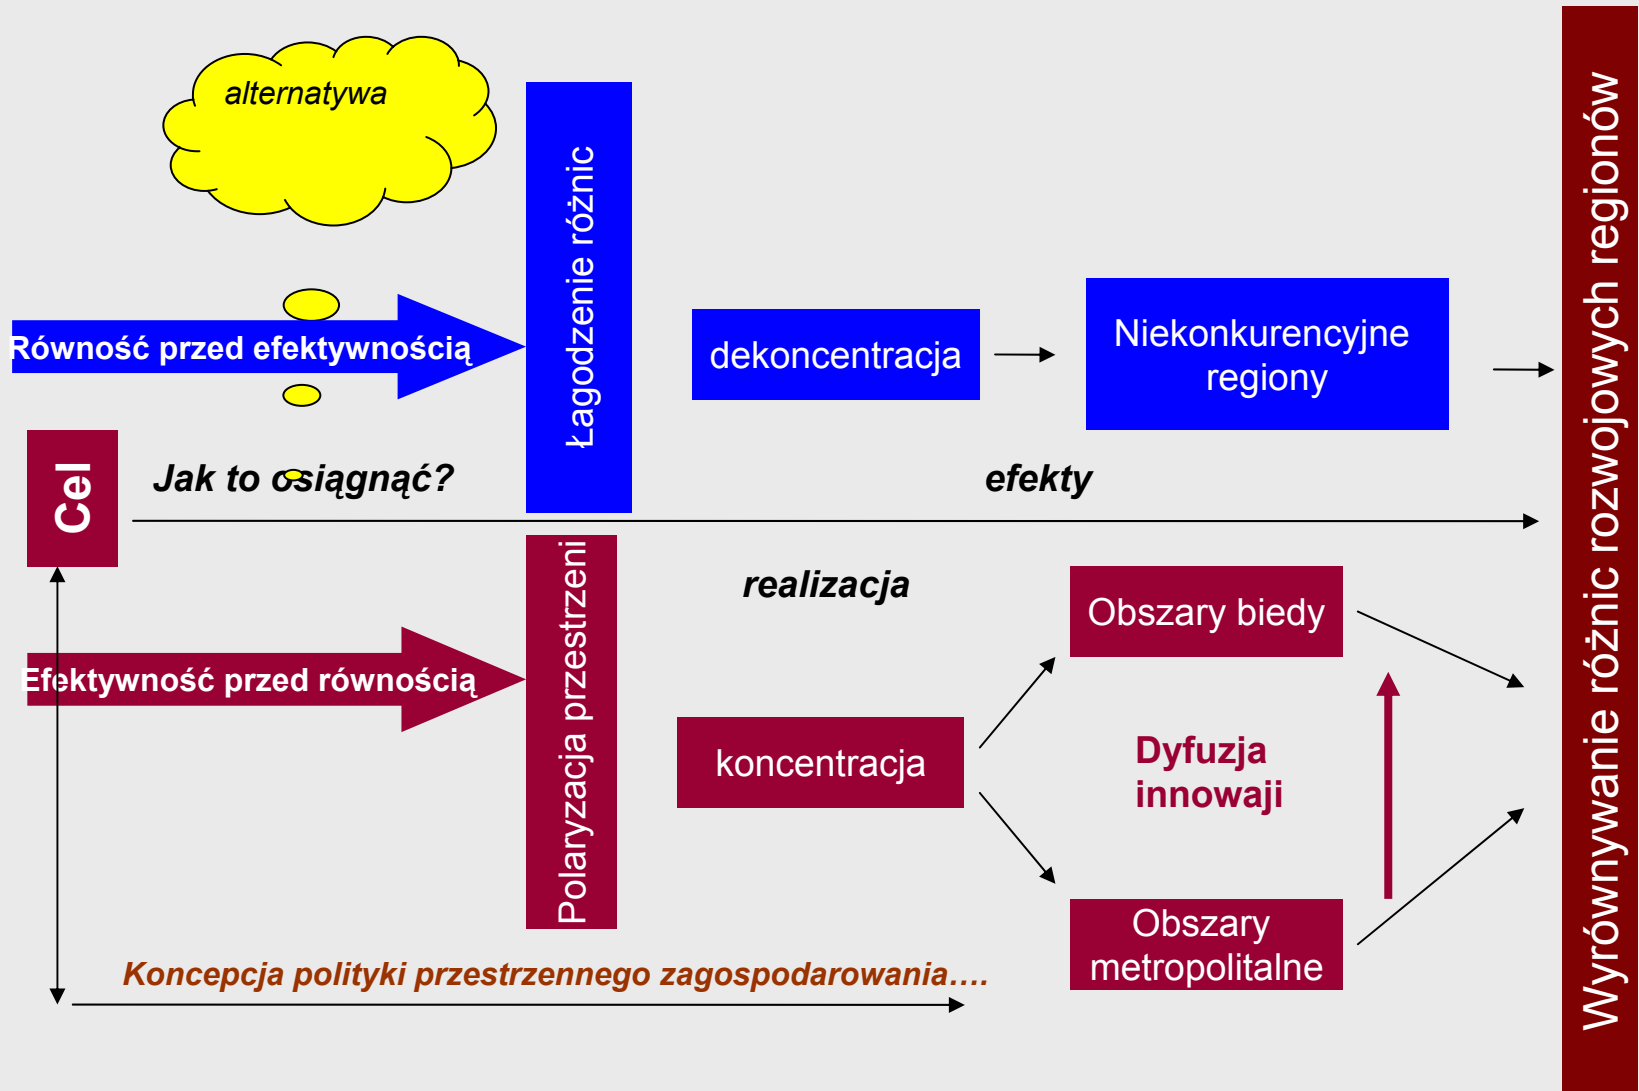 alternatywa
Łagodzenie różnic
Równość przed efektywnością
dekoncentracja
Niekonkurencyjne
regiony
Cel
Jak to osiągnąć?
efekty
Polaryzacja przestrzeni
realizacja
Obszary biedy
Efektywność przed równością
koncentracja
Dyfuzja
innowaji
Obszary
metropolitalne
Koncepcja polityki przestrzennego zagospodarowania….
Wyrównywanie różnic rozwojowych regionów